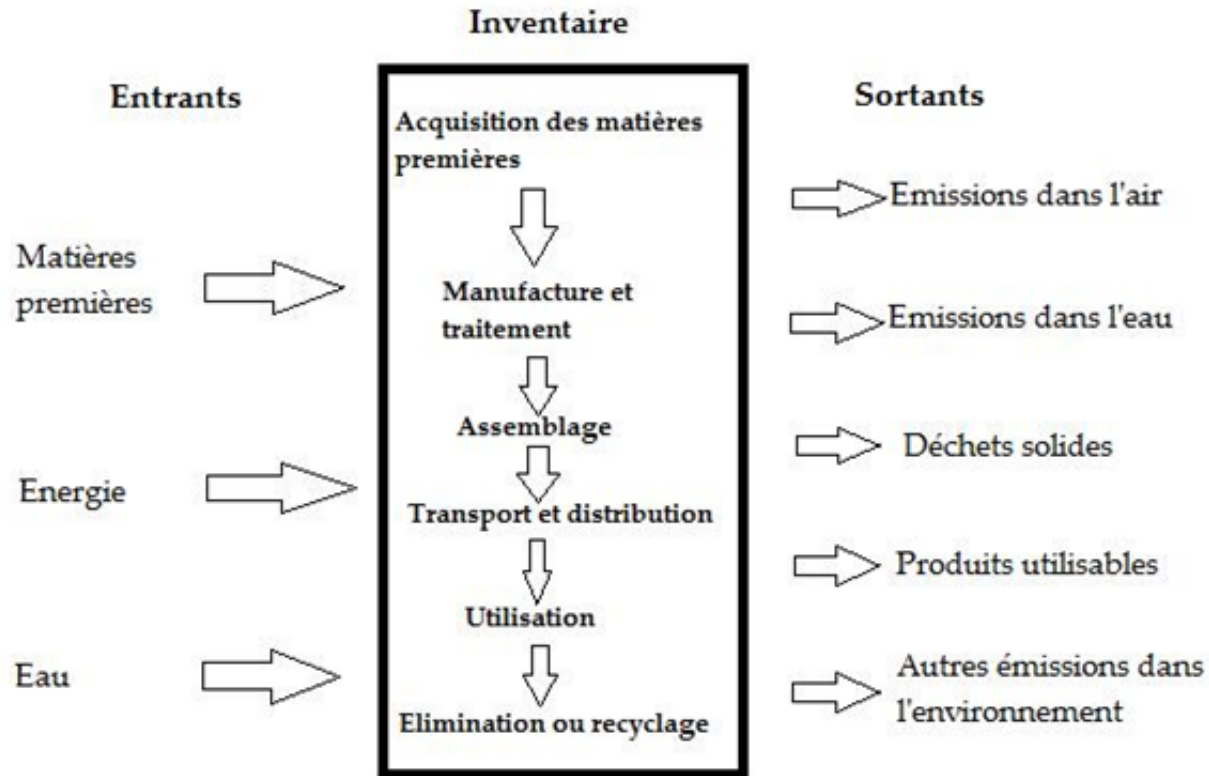 Inventaire
Entrants
Matières
premières
Energie
Eau
Acquisition des matières
premières
Manufacture et
traitement
Assemblage
Transport et distribution
Utilisation
Elimination ou recyclage
Sortants
Emissions dans l'air
Emissions dans l'eau
Déchets solides
Produits utilisables
Autres émissions dans
l'environnement